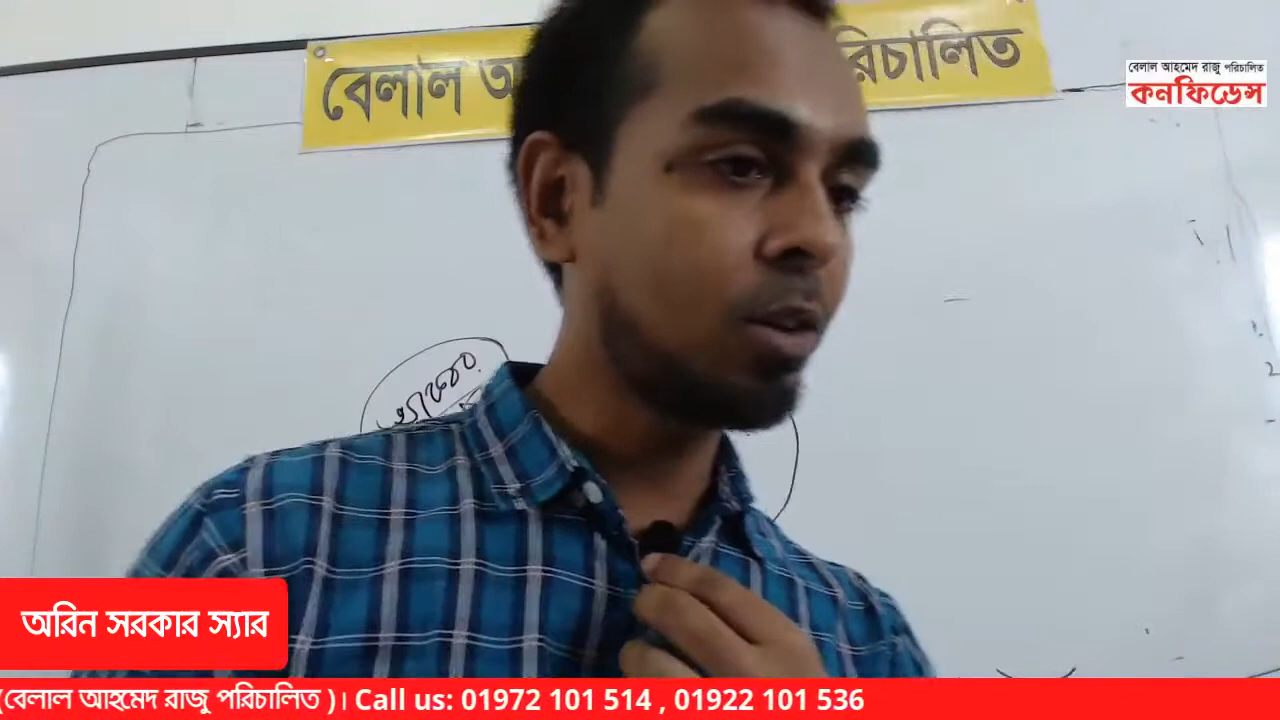 বেলাল আ
রিচালিত
বেলাল আহমেদ রাজু পরিচালিত
কনফিডেন্স
অরিন সরকার স্যার
(বেলাল আহমেদ রাজু পরিচালিত )। Call us: 01972 101 514 , 01922 101 536